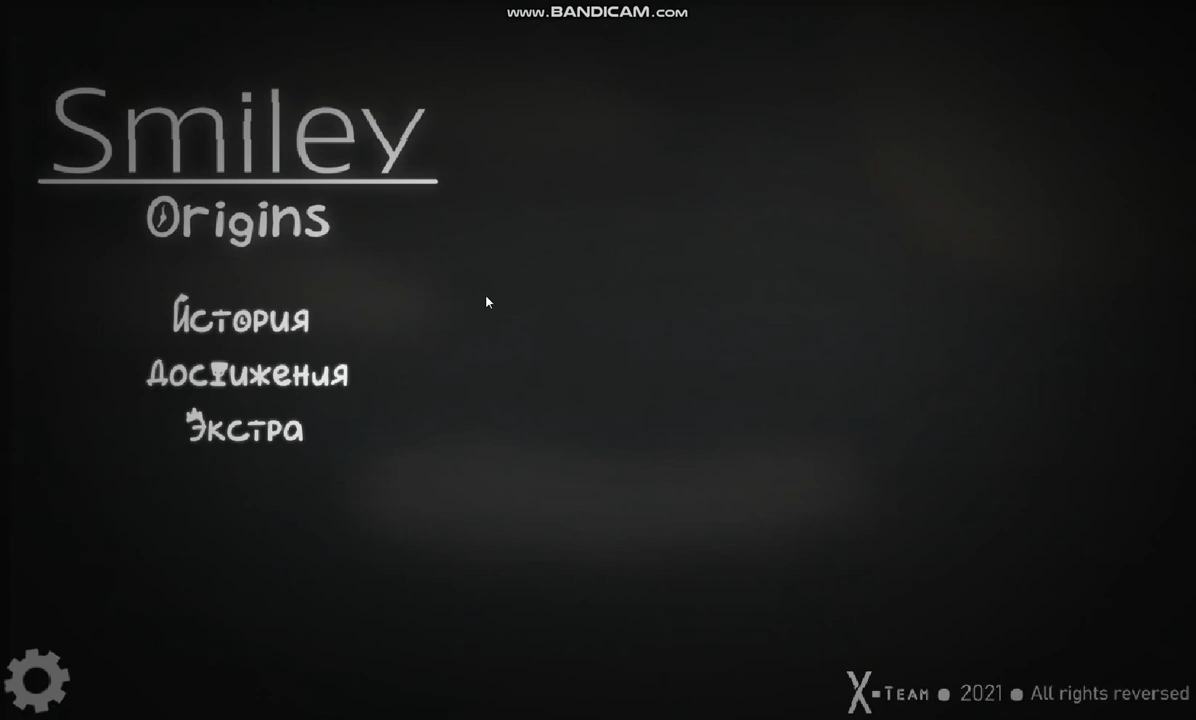 www.BANDICAM.com
Smiley
Origins
История
Достижения
Экстра
X-Team ● 2021 ● All rights reversed